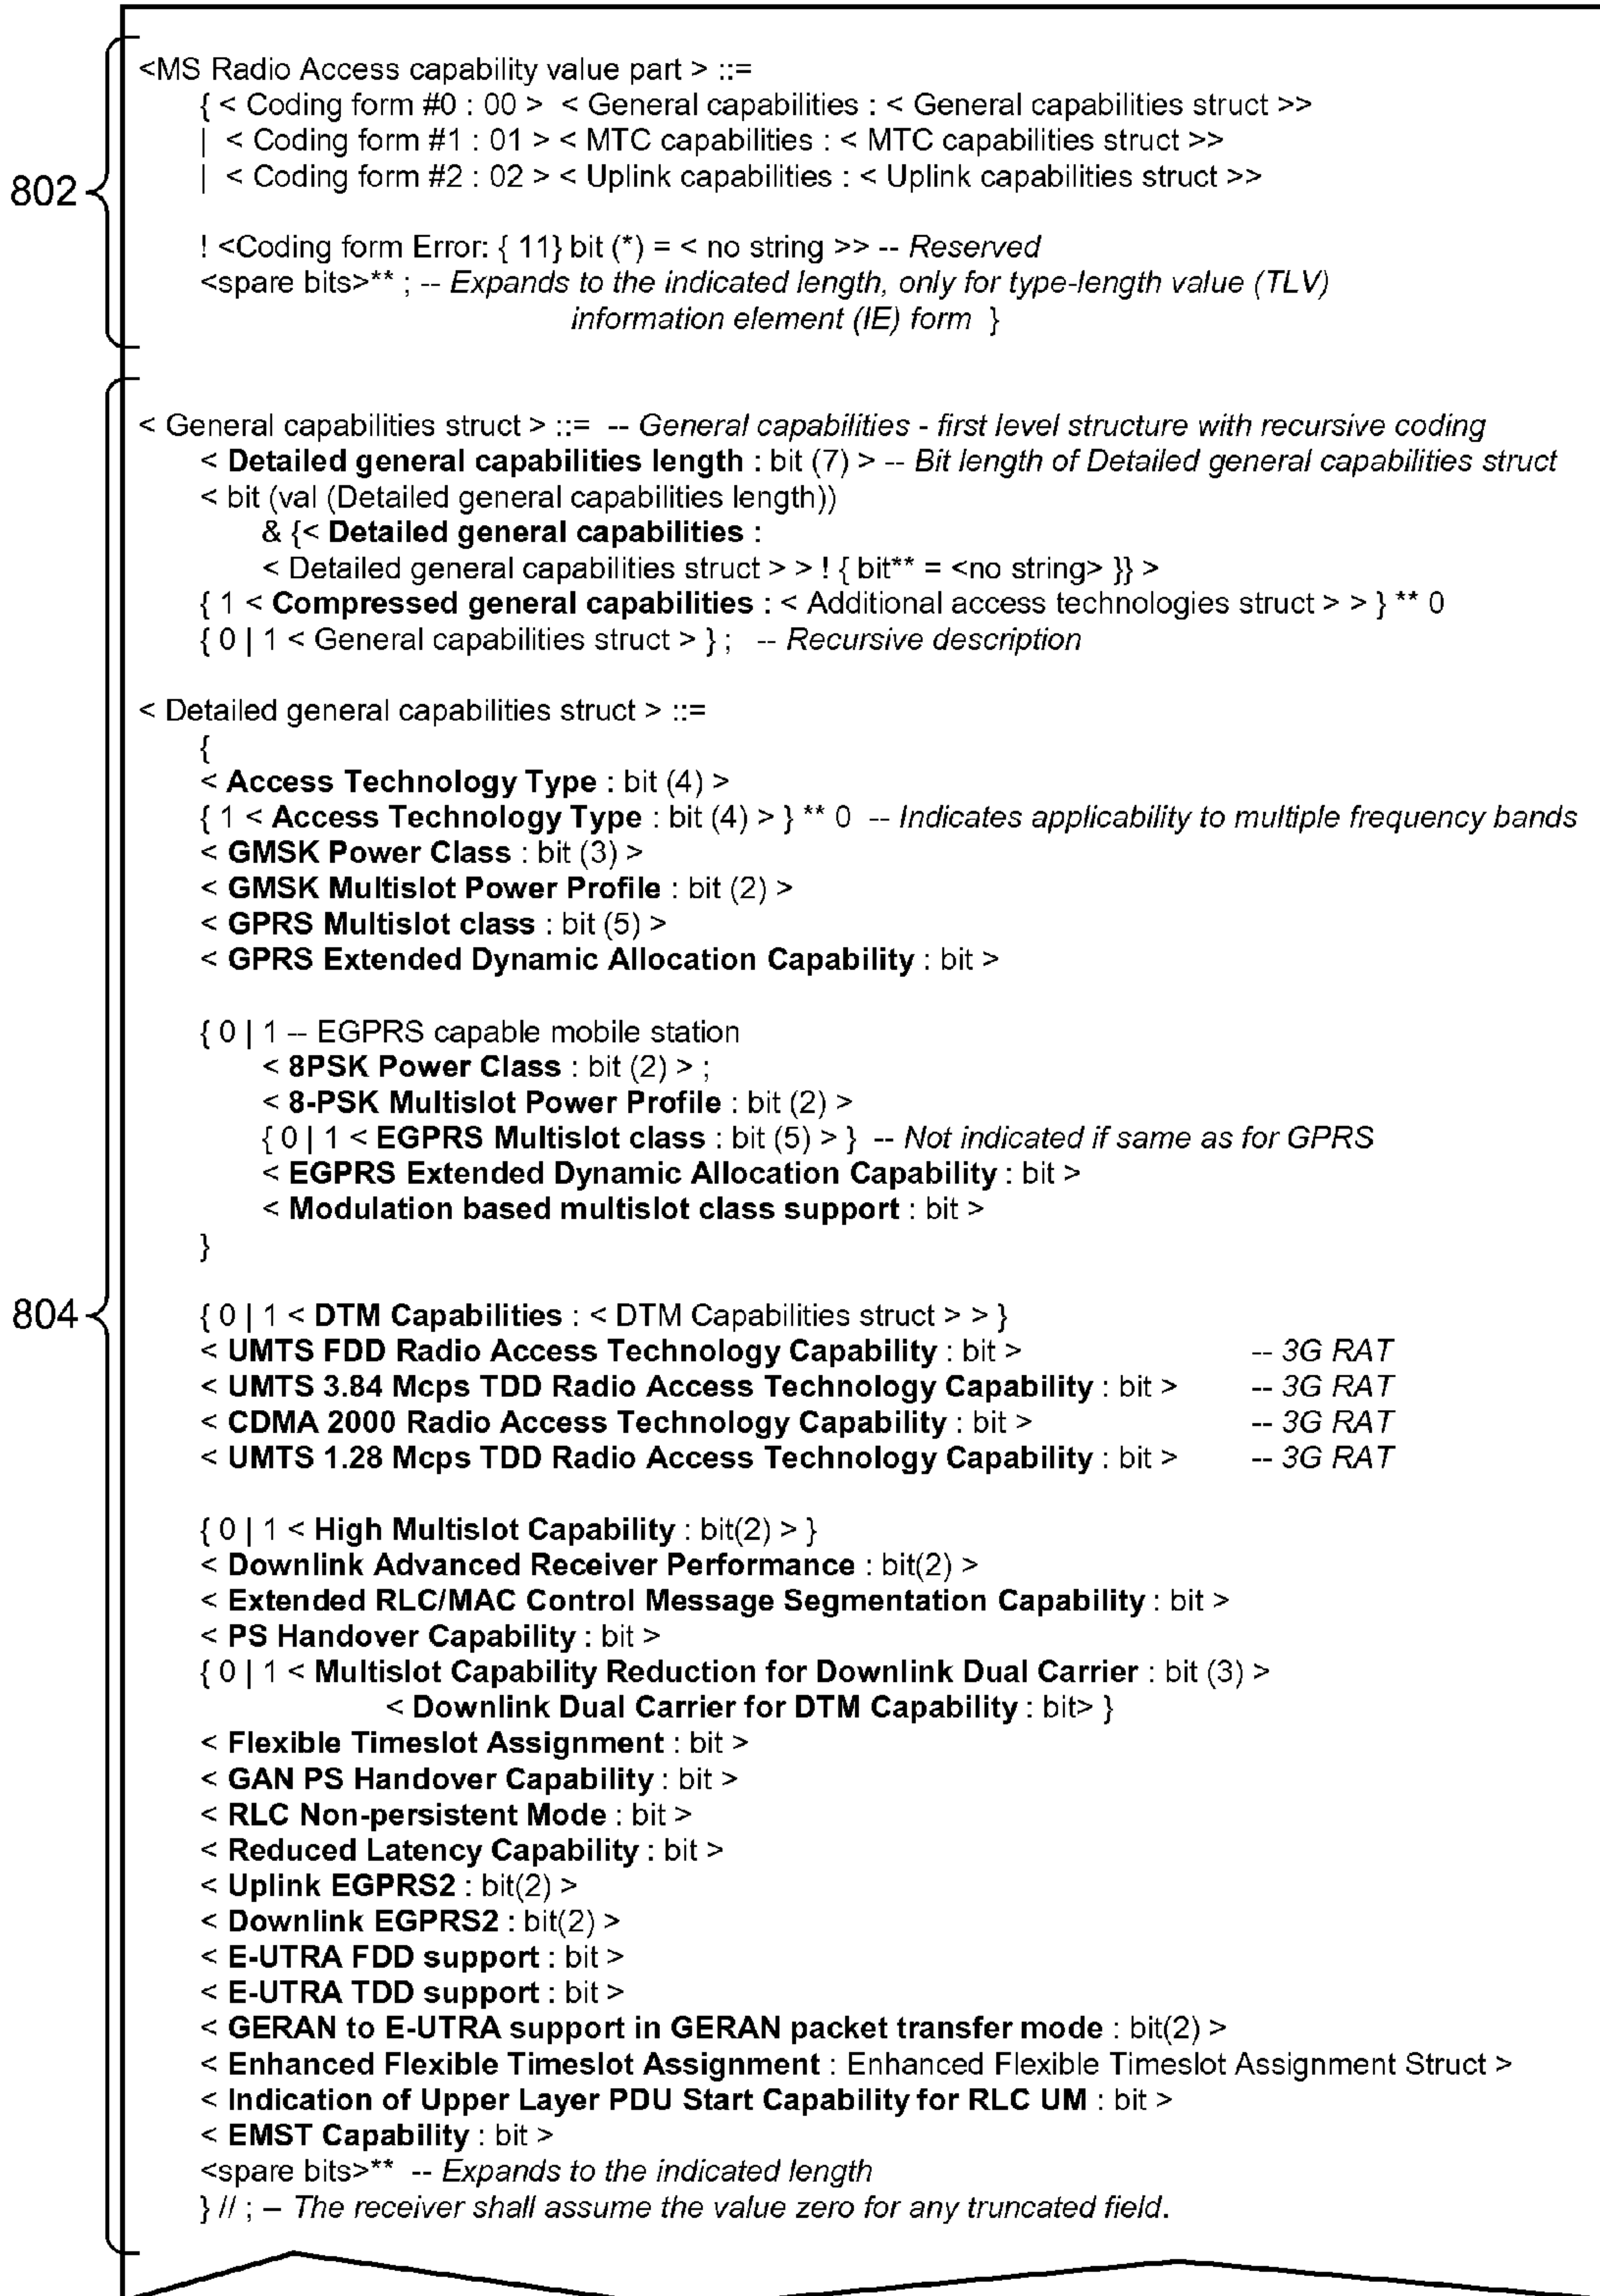 <MS Radio Access capability value part > ::=
{ < Coding form #0 : 00 > < General capabilities : < General capabilities struct >>
| < Coding form #1 : 01 > < MTC capabilities : < MTC capabilities struct >>
| < Coding form #2 : 02 > < Uplink capabilities : < Uplink capabilities struct >>
802
! <Coding form Error: { 11} bit (*) = < no string >> -- Reserved
<spare bits>** ; -- Expands to the indicated length, only for type-length value (TLV)
information element (IE) form }
< General capabilities struct > ::= -- General capabilities - first level structure with recursive coding
< Detailed general capabilities length : bit (7) > -- Bit length of Detailed general capabilities struct
< bit (val (Detailed general capabilities length))
& {< Detailed general capabilities :
< Detailed general capabilities struct > > ! { bit** = <no string> }} >
{ 1 < Compressed general capabilities : < Additional access technologies struct > > } ** 0
{ 0 | 1 < General capabilities struct > } ; -- Recursive description
< Detailed general capabilities struct > ::=
{
< Access Technology Type : bit (4) >
{ 1 < Access Technology Type : bit (4) > } ** 0 -- Indicates applicability to multiple frequency bands
< GMSK Power Class : bit (3) >
< GMSK Multislot Power Profile : bit (2) >
< GPRS Multislot class : bit (5) >
< GPRS Extended Dynamic Allocation Capability : bit >
{ 0 | 1 -- EGPRS capable mobile station
< 8PSK Power Class : bit (2) > ;
< 8-PSK Multislot Power Profile : bit (2) >
{ 0 | 1 < EGPRS Multislot class : bit (5) > } -- Not indicated if same as for GPRS
< EGPRS Extended Dynamic Allocation Capability : bit >
< Modulation based multislot class support : bit >
}
804
{ 0 | 1 < DTM Capabilities : < DTM Capabilities struct > > }
< UMTS FDD Radio Access Technology Capability : bit > -- 3G RAT
< UMTS 3.84 Mcps TDD Radio Access Technology Capability : bit > -- 3G RAT
< CDMA 2000 Radio Access Technology Capability : bit > -- 3G RAT
< UMTS 1.28 Mcps TDD Radio Access Technology Capability : bit > -- 3G RAT
{ 0 | 1 < High Multislot Capability : bit(2) > }
< Downlink Advanced Receiver Performance : bit(2) >
< Extended RLC/MAC Control Message Segmentation Capability : bit >
< PS Handover Capability : bit >
{ 0 | 1 < Multislot Capability Reduction for Downlink Dual Carrier : bit (3) >
< Downlink Dual Carrier for DTM Capability : bit> }
< Flexible Timeslot Assignment : bit >
< GAN PS Handover Capability : bit >
< RLC Non-persistent Mode : bit >
< Reduced Latency Capability : bit >
< Uplink EGPRS2 : bit(2) >
< Downlink EGPRS2 : bit(2) >
< E-UTRA FDD support : bit >
< E-UTRA TDD support : bit >
< GERAN to E-UTRA support in GERAN packet transfer mode : bit(2) >
< Enhanced Flexible Timeslot Assignment : Enhanced Flexible Timeslot Assignment Struct >
< Indication of Upper Layer PDU Start Capability for RLC UM : bit >
< EMST Capability : bit >
<spare bits>** -- Expands to the indicated length
} // ; – The receiver shall assume the value zero for any truncated field.